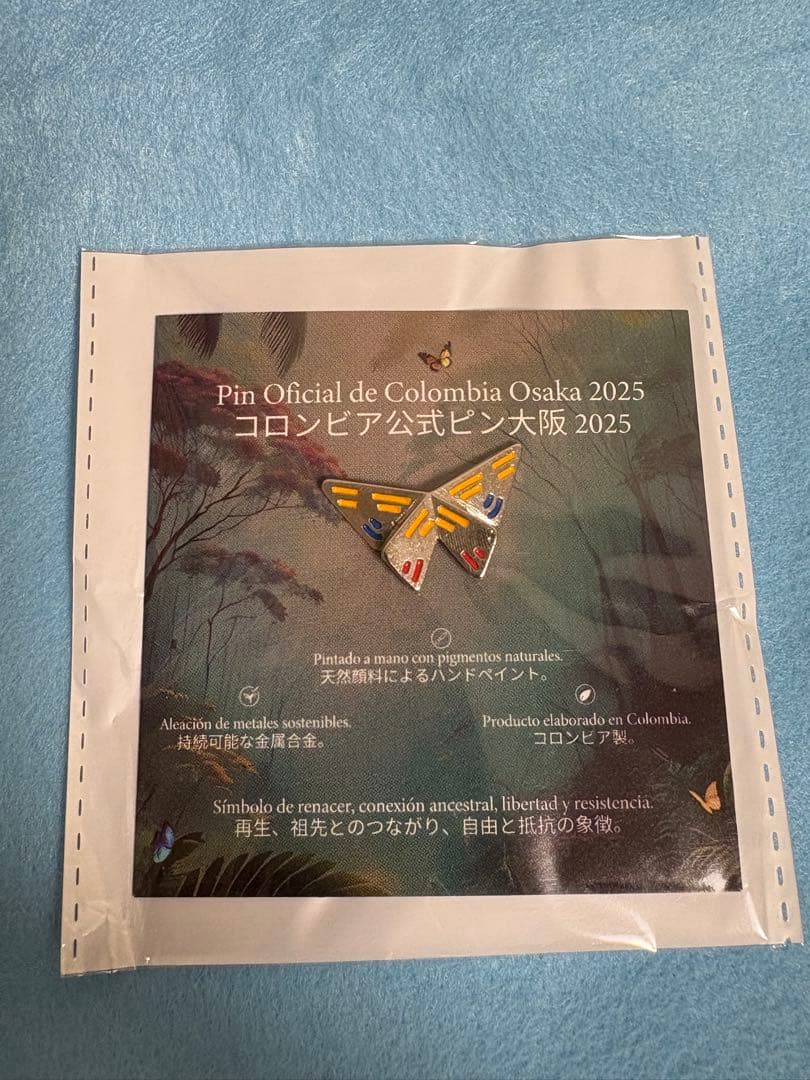 Pin Oficial de Colombia Osaka 2025
コロンビア公式ピン大阪 2025
Pintado a mano con pigmentos naturales.
天然顔料によるハンドペイント。
Aleación de metales sostenibles.
持続可能な金属合金。
Producto elaborado en Colombia.
コロンビア製。
Símbolo de renacer, conexión ancestral, libertad y resistencia.
再生、祖先とのつながり、自由と抵抗の象徴。